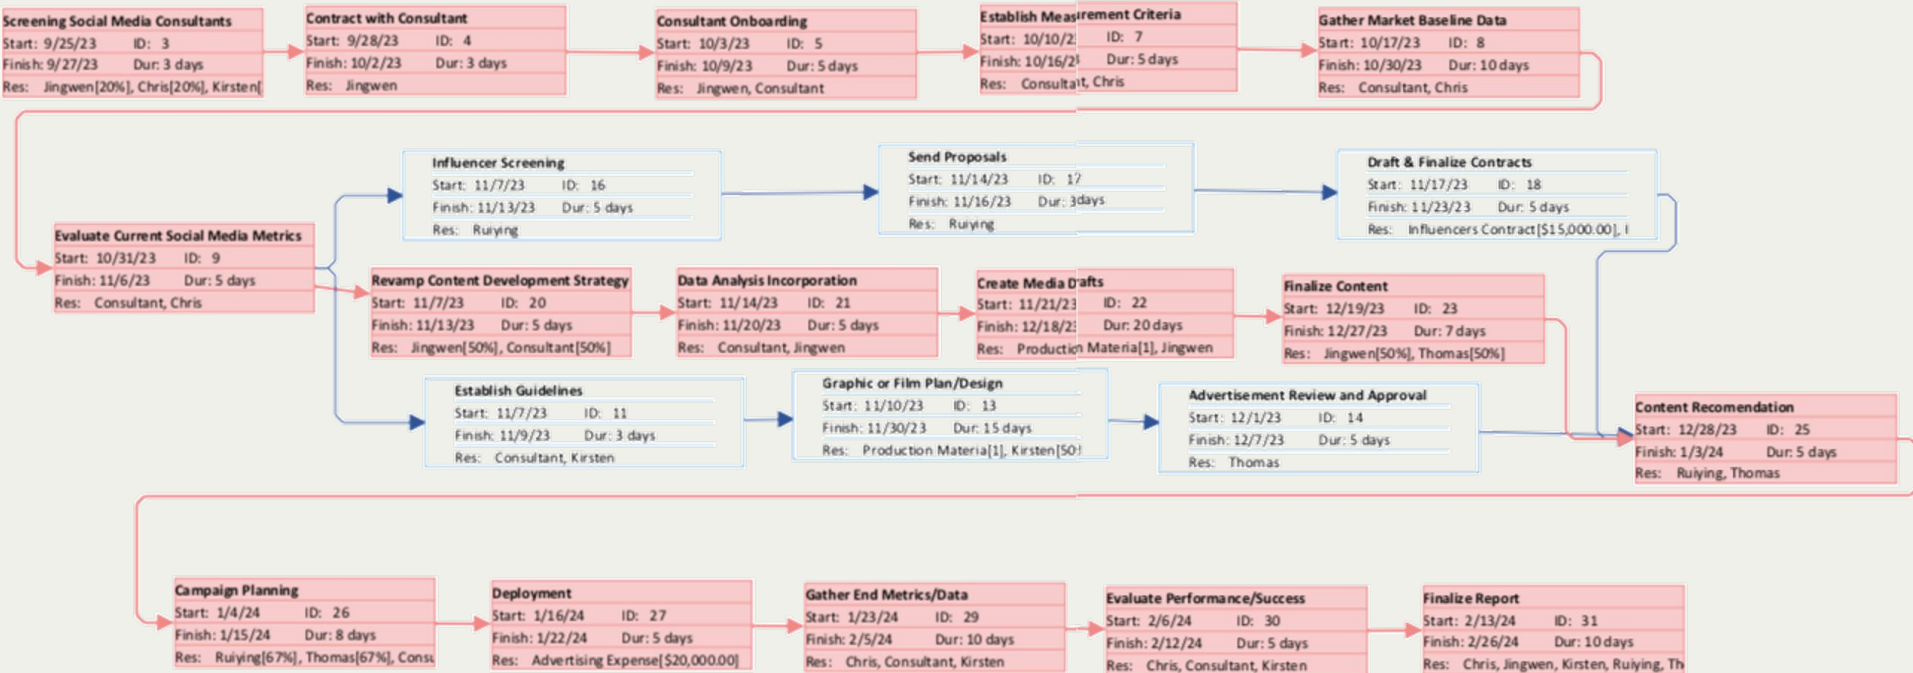 Screening Social Media Consultants
Start: 9/25/23 ID: 3
Finish: 9/27/23 Dur: 3 days
Res: Jingwen[20%], Chris[20%], Kirsten[
Contract with Consultant
Start: 9/28/23 ID: 4
Finish: 10/2/23 Dur: 3 days
Res: Jingwen
Consultant Onboarding
Start: 10/3/23 ID: 5
Finish: 10/9/23 Dur: 5 days
Res: Jingwen, Consultant
Establish Measurement Criteria
Start: 10/10/23 ID: 7
Finish: 10/16/23 Dur: 5 days
Res: Consultant, Chris
Gather Market Baseline Data
Start: 10/17/23 ID: 8
Finish: 10/30/23 Dur: 10 days
Res: Consultant, Chris
Influencer Screening
Start: 11/7/23 ID: 16
Finish: 11/13/23 Dur: 5 days
Res: Ruiying
Send Proposals
Start: 11/14/23 ID: 17
Finish: 11/16/23 Dur: 3 days
Res: Ruiying
Draft & Finalize Contracts
Start: 11/17/23 ID: 18
Finish: 11/23/23 Dur: 5 days
Res: Influencers Contract[$15,000.00],
Evaluate Current Social Media Metrics
Start: 10/31/23 ID: 9
Finish: 11/6/23 Dur: 5 days
Res: Consultant, Chris
Revamp Content Development Strategy
Start: 11/7/23 ID: 20
Finish: 11/13/23 Dur: 5 days
Res: Jingwen[50%], Consultant[50%]
Data Analysis Incorporation
Start: 11/14/23 ID: 21
Finish: 11/20/23 Dur: 5 days
Res: Consultant, Jingwen
Create Media Drafts
Start: 11/21/23 ID: 22
Finish: 12/18/23 Dur: 20 days
Res: Production Materia[1], Jingwen
Finalize Content
Start: 12/19/23 ID: 23
Finish: 12/27/23 Dur: 7 days
Res: Jingwen[50%], Thomas[50%]
Establish Guidelines
Start: 11/7/23 ID: 11
Finish: 11/9/23 Dur: 3 days
Res: Consultant, Kirsten
Graphic or Film Plan/Design
Start: 11/10/23 ID: 13
Finish: 11/30/23 Dur: 15 days
Res: Production Materia[1], Kirsten[50
Advertisement Review and Approval
Start: 12/1/23 ID: 14
Finish: 12/7/23 Dur: 5 days
Res: Thomas
Content Recomendation
Start: 12/28/23 ID: 25
Finish: 1/3/24 Dur: 5 days
Res: Ruiying, Thomas
Campaign Planning
Start: 1/4/24 ID: 26
Finish: 1/15/24 Dur: 8 days
Res: Ruiying[67%], Thomas[67%], Consu
Deployment
Start: 1/16/24 ID: 27
Finish: 1/22/24 Dur: 5 days
Res: Advertising Expense[$20,000.00]
Gather End Metrics/Data
Start: 1/23/24 ID: 29
Finish: 2/5/24 Dur: 10 days
Res: Chris, Consultant, Kirsten
Evaluate Performance/Success
Start: 2/6/24 ID: 30
Finish: 2/12/24 Dur: 5 days
Res: Chris, Consultant, Kirsten
Finalize Report
Start: 2/13/24 ID: 31
Finish: 2/26/24 Dur: 10 days
Res: Chris, Jingwen, Kirsten, Ruiying, Th